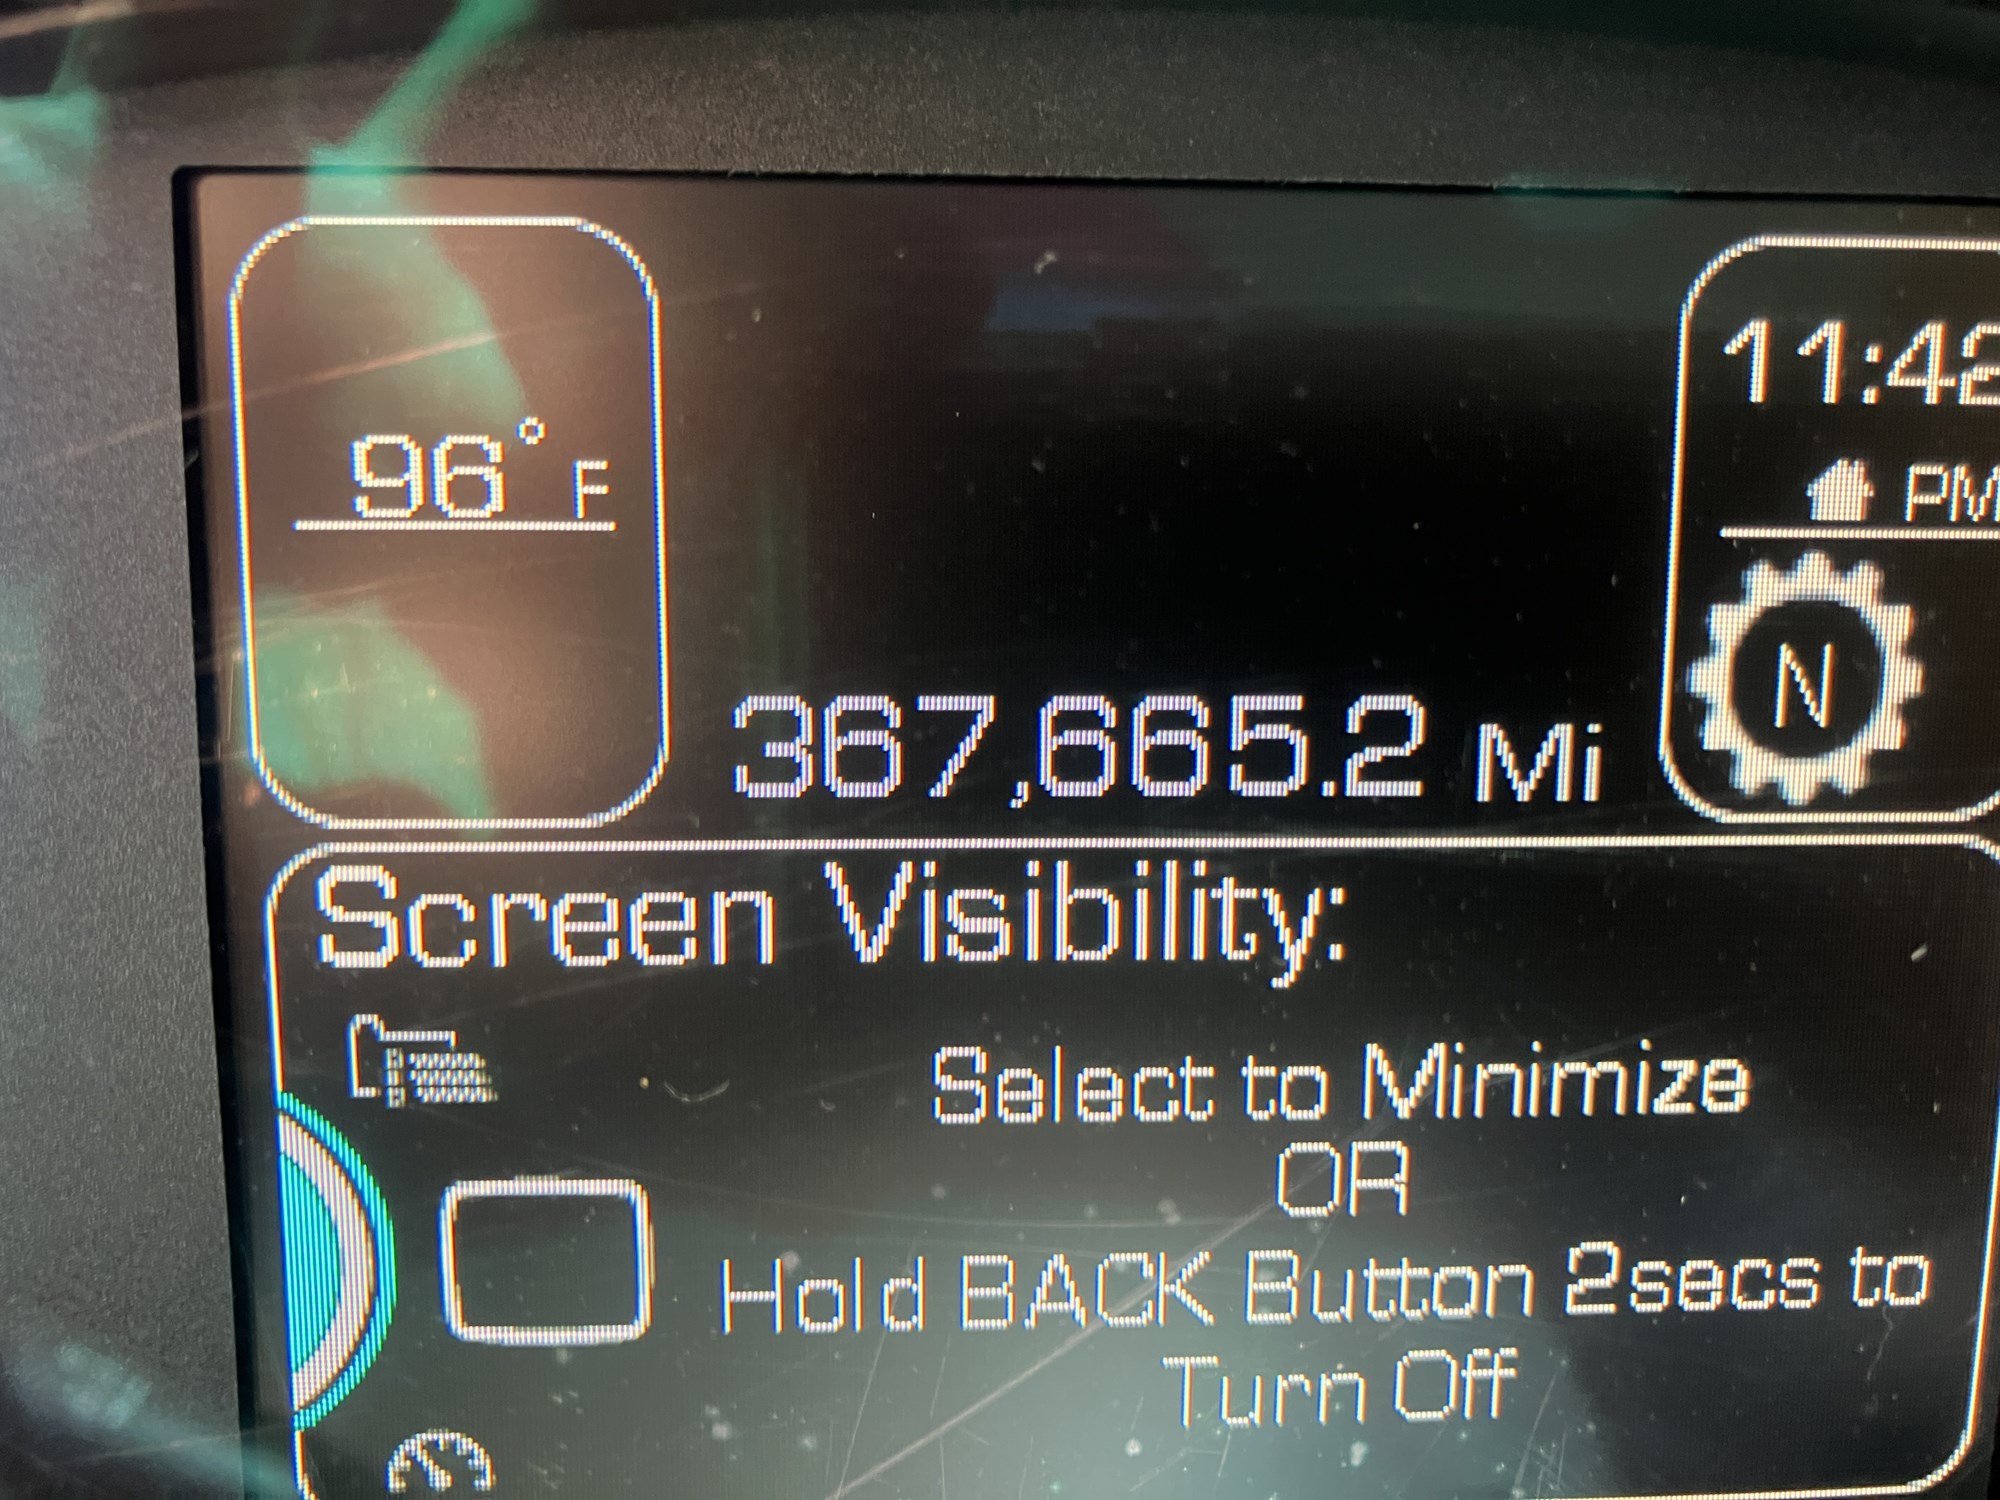 96° F
11:42
PM
N
367,665.2 Mi
Screen Visibility:
Select to Minimize
OR
Hold BACK Button 2secs to
Turn Off